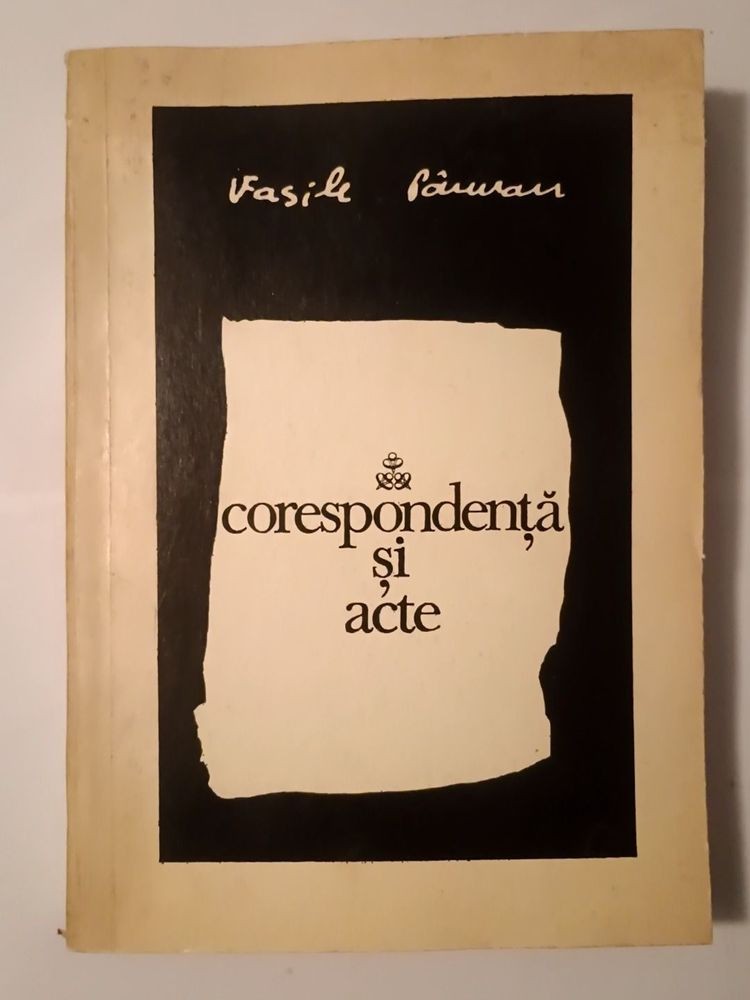 Vasile Pârvan
corespondență
și
acte